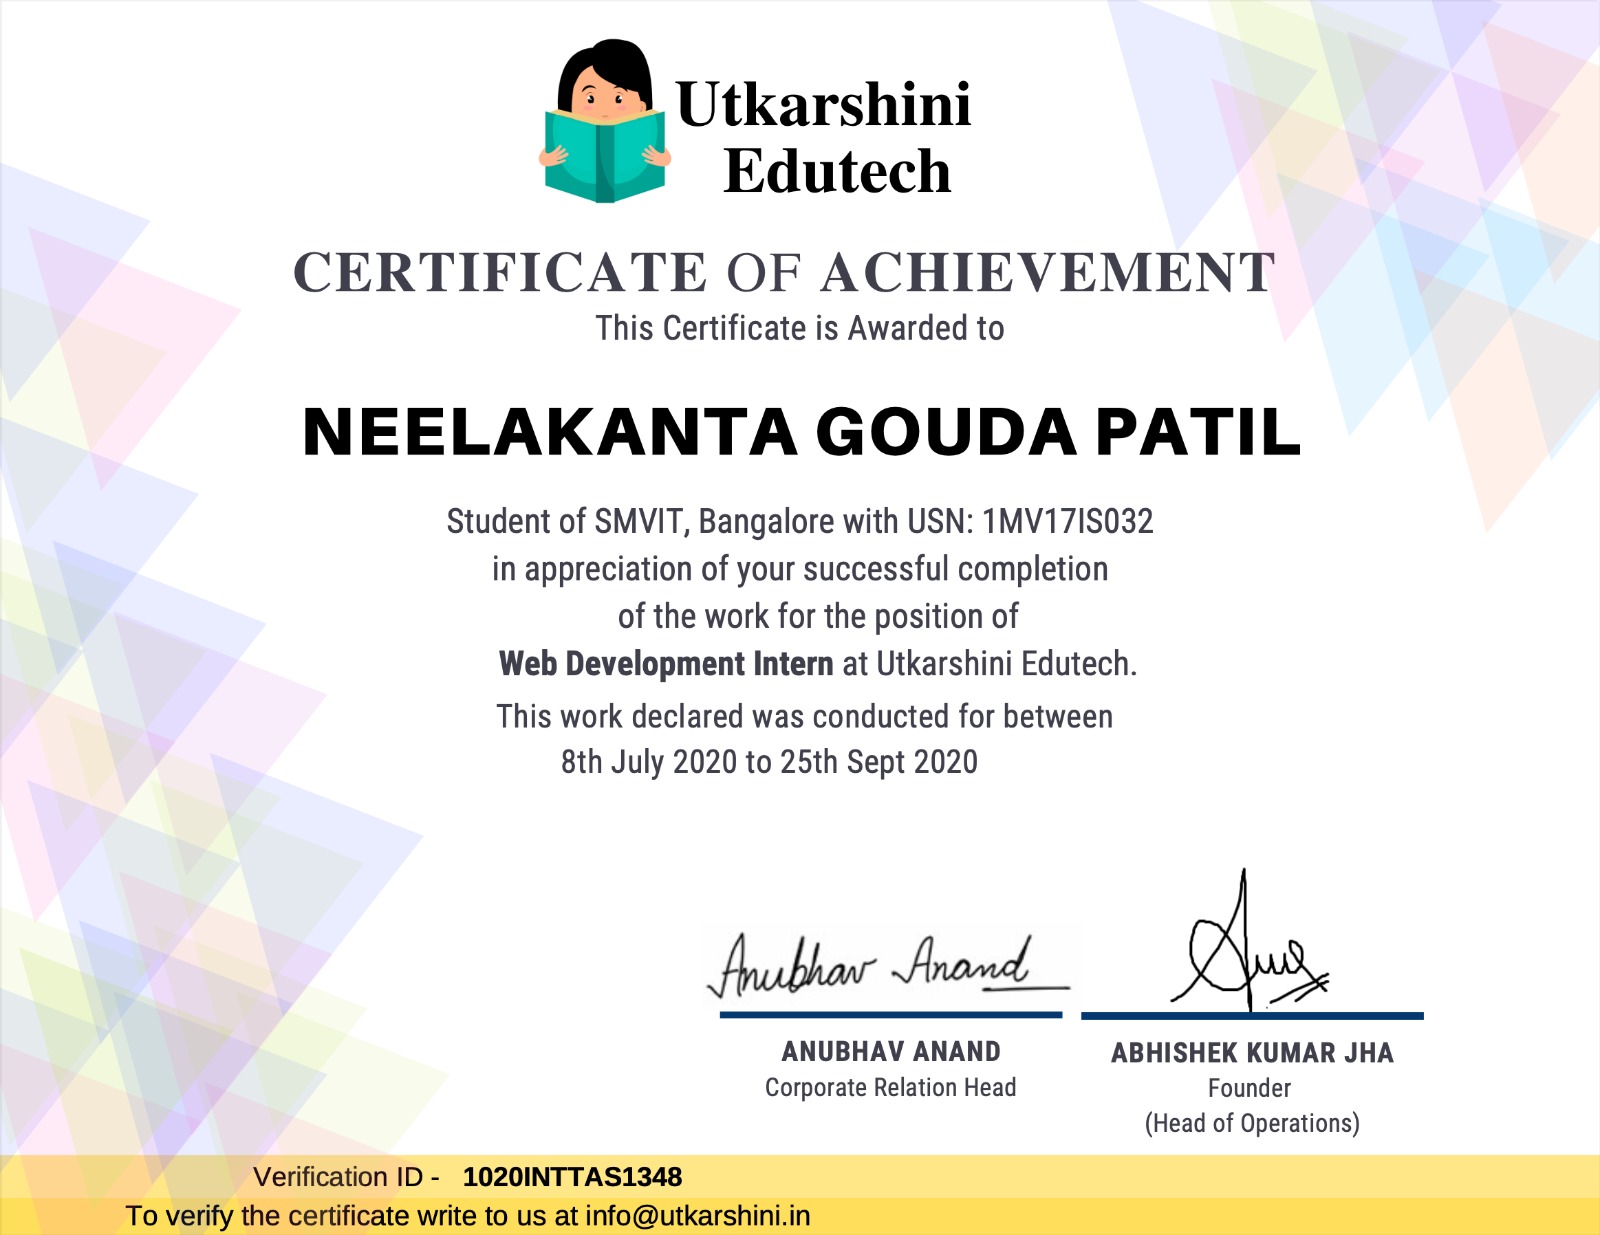 Utkarshini
Edutech
CERTIFICATE OF ACHIEVEMENT
This Certificate is Awarded to
NEELAKANTA GOUDA PATIL
Student of SMVIT, Bangalore with USN: 1MV17IS032
in appreciation of your successful completion
of the work for the position of
Web Development Intern at Utkarshini Edutech.
This work declared was conducted for between
8th July 2020 to 25th Sept 2020
Anubhav Anand
ANUBHAV ANAND
Corporate Relation Head
ABHISHEK KUMAR JHA
Founder
(Head of Operations)
Verification ID - 1020INTTAS1348
To verify the certificate write to us at info@utkarshini.in